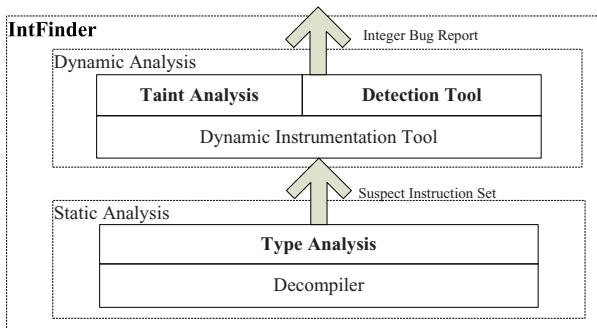 IntFinder
Integer Bug Report
Dynamic Analysis
Taint Analysis
Detection Tool
Dynamic Instrumentation Tool
Suspect Instruction Set
Static Analysis
Type Analysis
Decompiler